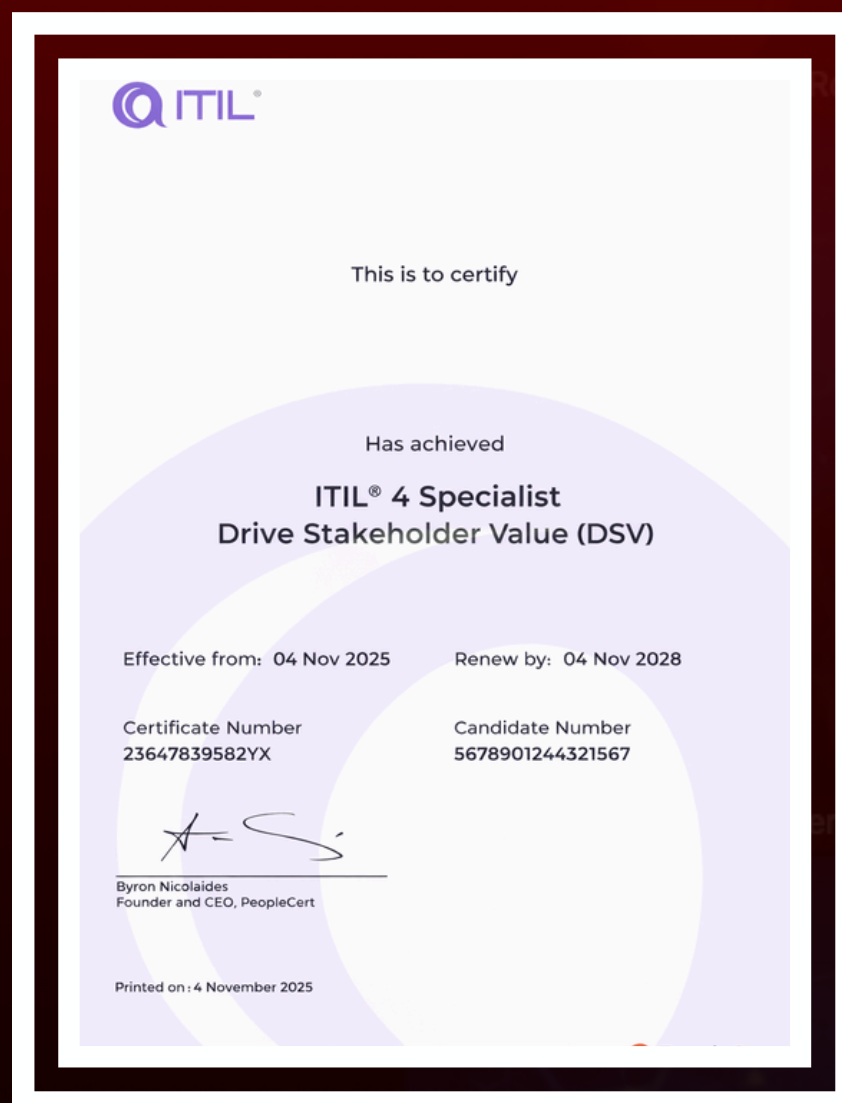 ITIL®
This is to certify
Has achieved
ITIL® 4 Specialist
Drive Stakeholder Value (DSV)
Effective from: 04 Nov 2025 Renew by: 04 Nov 2028
Certificate Number Candidate Number
23647839582YX 5678901244321567
Byron Nicolaides
Founder and CEO, PeopleCert
Printed on: 4 November 2025